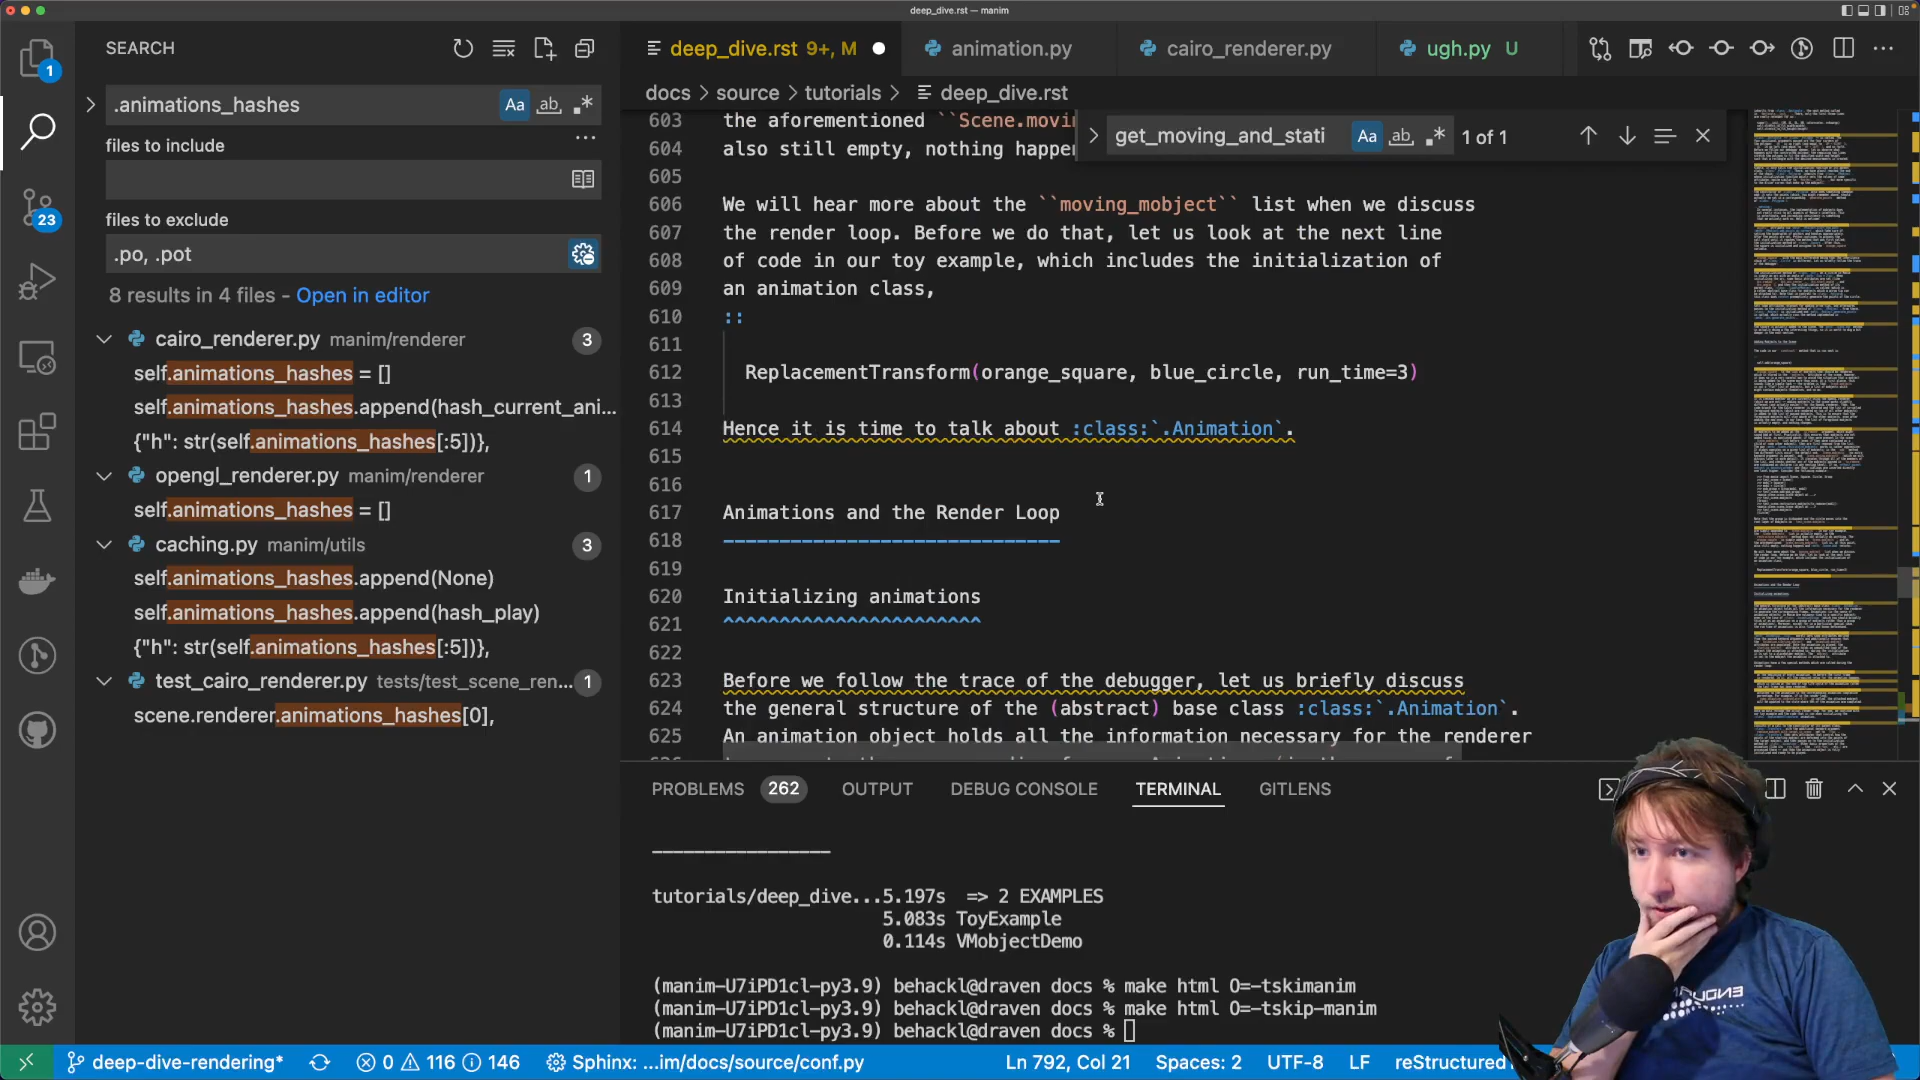 deep_dive.rst — manim
SEARCH
deep_dive.rst 9+, M
animation.py
cairo_renderer.py
ugh.py U
1
.animations_hashes
Aa
ab
.*
docs > source > tutorials > deep_dive.rst
get_moving_and_stati
Aa
ab
.*
1 of 1
files to include
files to exclude
.po, .pot
23
8 results in 4 files - Open in editor
cairo_renderer.py manim/renderer 3
self.animations_hashes = []
self.animations_hashes.append(hash_current_ani...
{"h": str(self.animations_hashes[:5])},
opengl_renderer.py manim/renderer 1
self.animations_hashes = []
caching.py manim/utils 3
self.animations_hashes.append(None)
self.animations_hashes.append(hash_play)
{"h": str(self.animations_hashes[:5])},
test_cairo_renderer.py tests/test_scene_ren... 1
scene.renderer.animations_hashes[0],
603 the aforementioned ``Scene.movin
604 also still empty, nothing happen
605
606 We will hear more about the ``moving_mobject`` list when we discuss
607 the render loop. Before we do that, let us look at the next line
608 of code in our toy example, which includes the initialization of
609 an animation class,
610 ::
611
612 ReplacementTransform(orange_square, blue_circle, run_time=3)
613
614 Hence it is time to talk about :class:`.Animation`.
615
616
617 Animations and the Render Loop
618 ------------------------------
619
620 Initializing animations
621 ^^^^^^^^^^^^^^^^^^^^^^^
622
623 Before we follow the trace of the debugger, let us briefly discuss
624 the general structure of the (abstract) base class :class:`.Animation`.
625 An animation object holds all the information necessary for the renderer
PROBLEMS 262 OUTPUT DEBUG CONSOLE TERMINAL GITLENS
tutorials/deep_dive...5.197s => 2 EXAMPLES
5.083s ToyExample
0.114s VMobjectDemo
(manim-U7iPD1cl-py3.9) behackl@draven docs % make html O=-tskimanim
(manim-U7iPD1cl-py3.9) behackl@draven docs % make html O=-tskip-manim
(manim-U7iPD1cl-py3.9) behackl@draven docs %
deep-dive-rendering* 0 116 146 Sphinx: ...im/docs/source/conf.py Ln 792, Col 21 Spaces: 2 UTF-8 LF reStructured